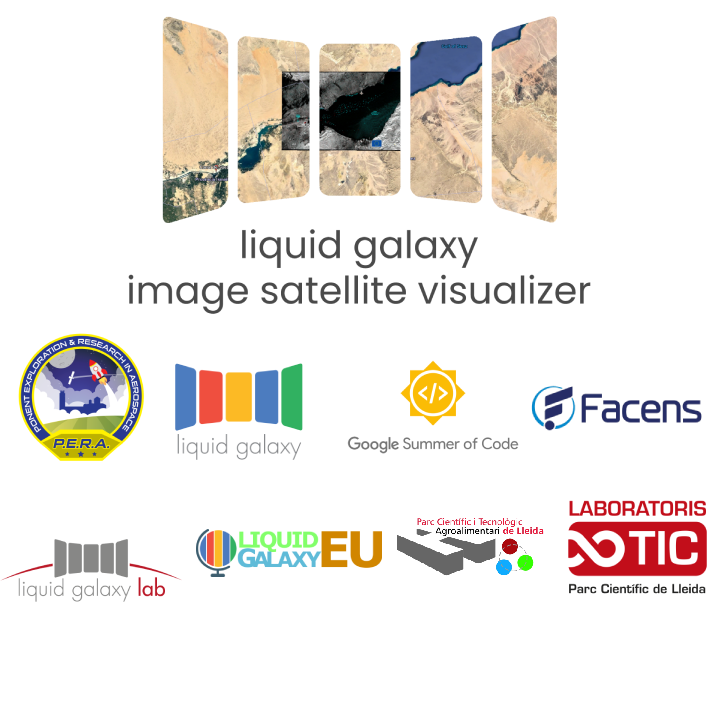 liquid galaxy
image satellite visualizer
PONENT EXPLORATION & RESEARCH IN AEROSPACE
P.E.R.A.
liquid galaxy
Google Summer of Code
Facens
liquid galaxy lab
LIQUID
GALAXY EU
Parc Científic i Tecnològic
Agroalimentari de Lleida
LABORATORIS
TIC
Parc Científic de Lleida